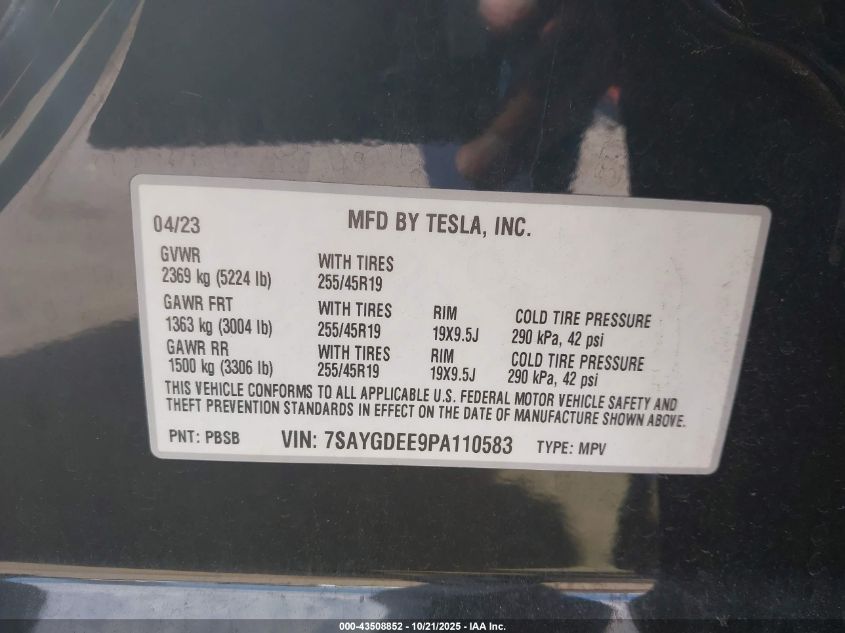 04/23 MFD BY TESLA, INC.
GVWR
2369 kg (5224 lb) WITH TIRES 255/45R19
GAWR FRT
1363 kg (3004 lb) WITH TIRES 255/45R19 RIM 19X9.5J COLD TIRE PRESSURE 290 kPa, 42 psi
GAWR RR
1500 kg (3306 lb) WITH TIRES 255/45R19 RIM 19X9.5J COLD TIRE PRESSURE 290 kPa, 42 psi
THIS VEHICLE CONFORMS TO ALL APPLICABLE U.S. FEDERAL MOTOR VEHICLE SAFETY AND
THEFT PREVENTION STANDARDS IN EFFECT ON THE DATE OF MANUFACTURE SHOWN ABOVE.
PNT: PBSB VIN: 7SAYGDEE9PA110583 TYPE: MPV
000-43508852 - 10/21/2025 - IAA Inc.